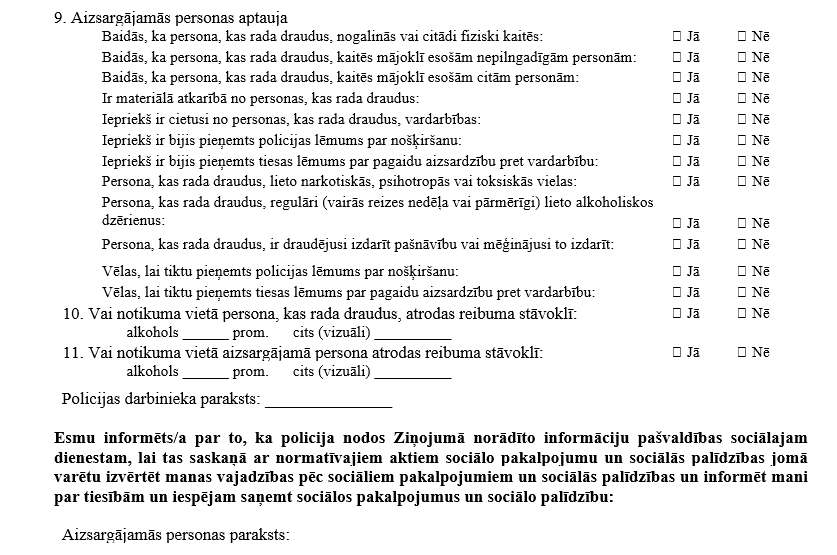 9. Aizsargājamās personas aptauja
Baidās, ka persona, kas rada draudus, nogalinās vai citādi fiziski kaitēs: ☐ Jā ☐ Nē
Baidās, ka persona, kas rada draudus, kaitēs mājoklī esošām nepilngadīgām personām: ☐ Jā ☐ Nē
Baidās, ka persona, kas rada draudus, kaitēs mājoklī esošām citām personām: ☐ Jā ☐ Nē
Ir materiālā atkarībā no personas, kas rada draudus: ☐ Jā ☐ Nē
Iepriekš ir cietusi no personas, kas rada draudus, vardarbības: ☐ Jā ☐ Nē
Iepriekš ir bijis pieņemts policijas lēmums par nošķiršanu: ☐ Jā ☐ Nē
Iepriekš ir bijis pieņemts tiesas lēmums par pagaidu aizsardzību pret vardarbību: ☐ Jā ☐ Nē
Persona, kas rada draudus, lieto narkotiskās, psihotropās vai toksiskās vielas: ☐ Jā ☐ Nē
Persona, kas rada draudus, regulāri (vairās reizes nedēļa vai pārmērīgi) lieto alkoholiskos
dzērienus: ☐ Jā ☐ Nē
Persona, kas rada draudus, ir draudējusi izdarīt pašnāvību vai mēģinājusi to izdarīt: ☐ Jā ☐ Nē
Vēlas, lai tiktu pieņemts policijas lēmums par nošķiršanu: ☐ Jā ☐ Nē
Vēlas, lai tiktu pieņemts tiesas lēmums par pagaidu aizsardzību pret vardarbību: ☐ Jā ☐ Nē
10. Vai notikuma vietā persona, kas rada draudus, atrodas reibuma stāvoklī: ☐ Jā ☐ Nē
alkohols ______ prom. cits (vizuāli) __________
11. Vai notikuma vietā aizsargājamā persona atrodas reibuma stāvoklī: ☐ Jā ☐ Nē
alkohols ______ prom. cits (vizuāli) __________
Policijas darbinieka paraksts: ________________
Esmu informēts/a par to, ka policija nodos Ziņojumā norādīto informāciju pašvaldības sociālajam
dienestam, lai tas saskaņā ar normatīvajiem aktiem sociālo pakalpojumu un sociālās palīdzības jomā
varētu izvērtēt manas vajadzības pēc sociāliem pakalpojumiem un sociālās palīdzības un informēt mani
par tiesībām un iespējam saņemt sociālos pakalpojumus un sociālo palīdzību:
Aizsargājamās personas paraksts: